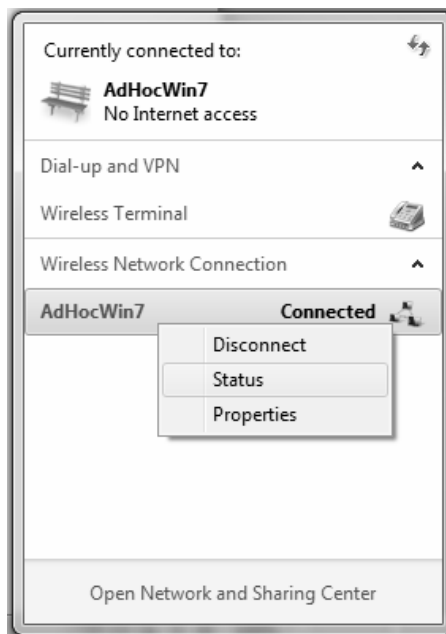 Currently connected to:
AdHocWin7
No Internet access
Dial-up and VPN
Wireless Terminal
Wireless Network Connection
AdHocWin7 Connected
Disconnect
Status
Properties
Open Network and Sharing Center